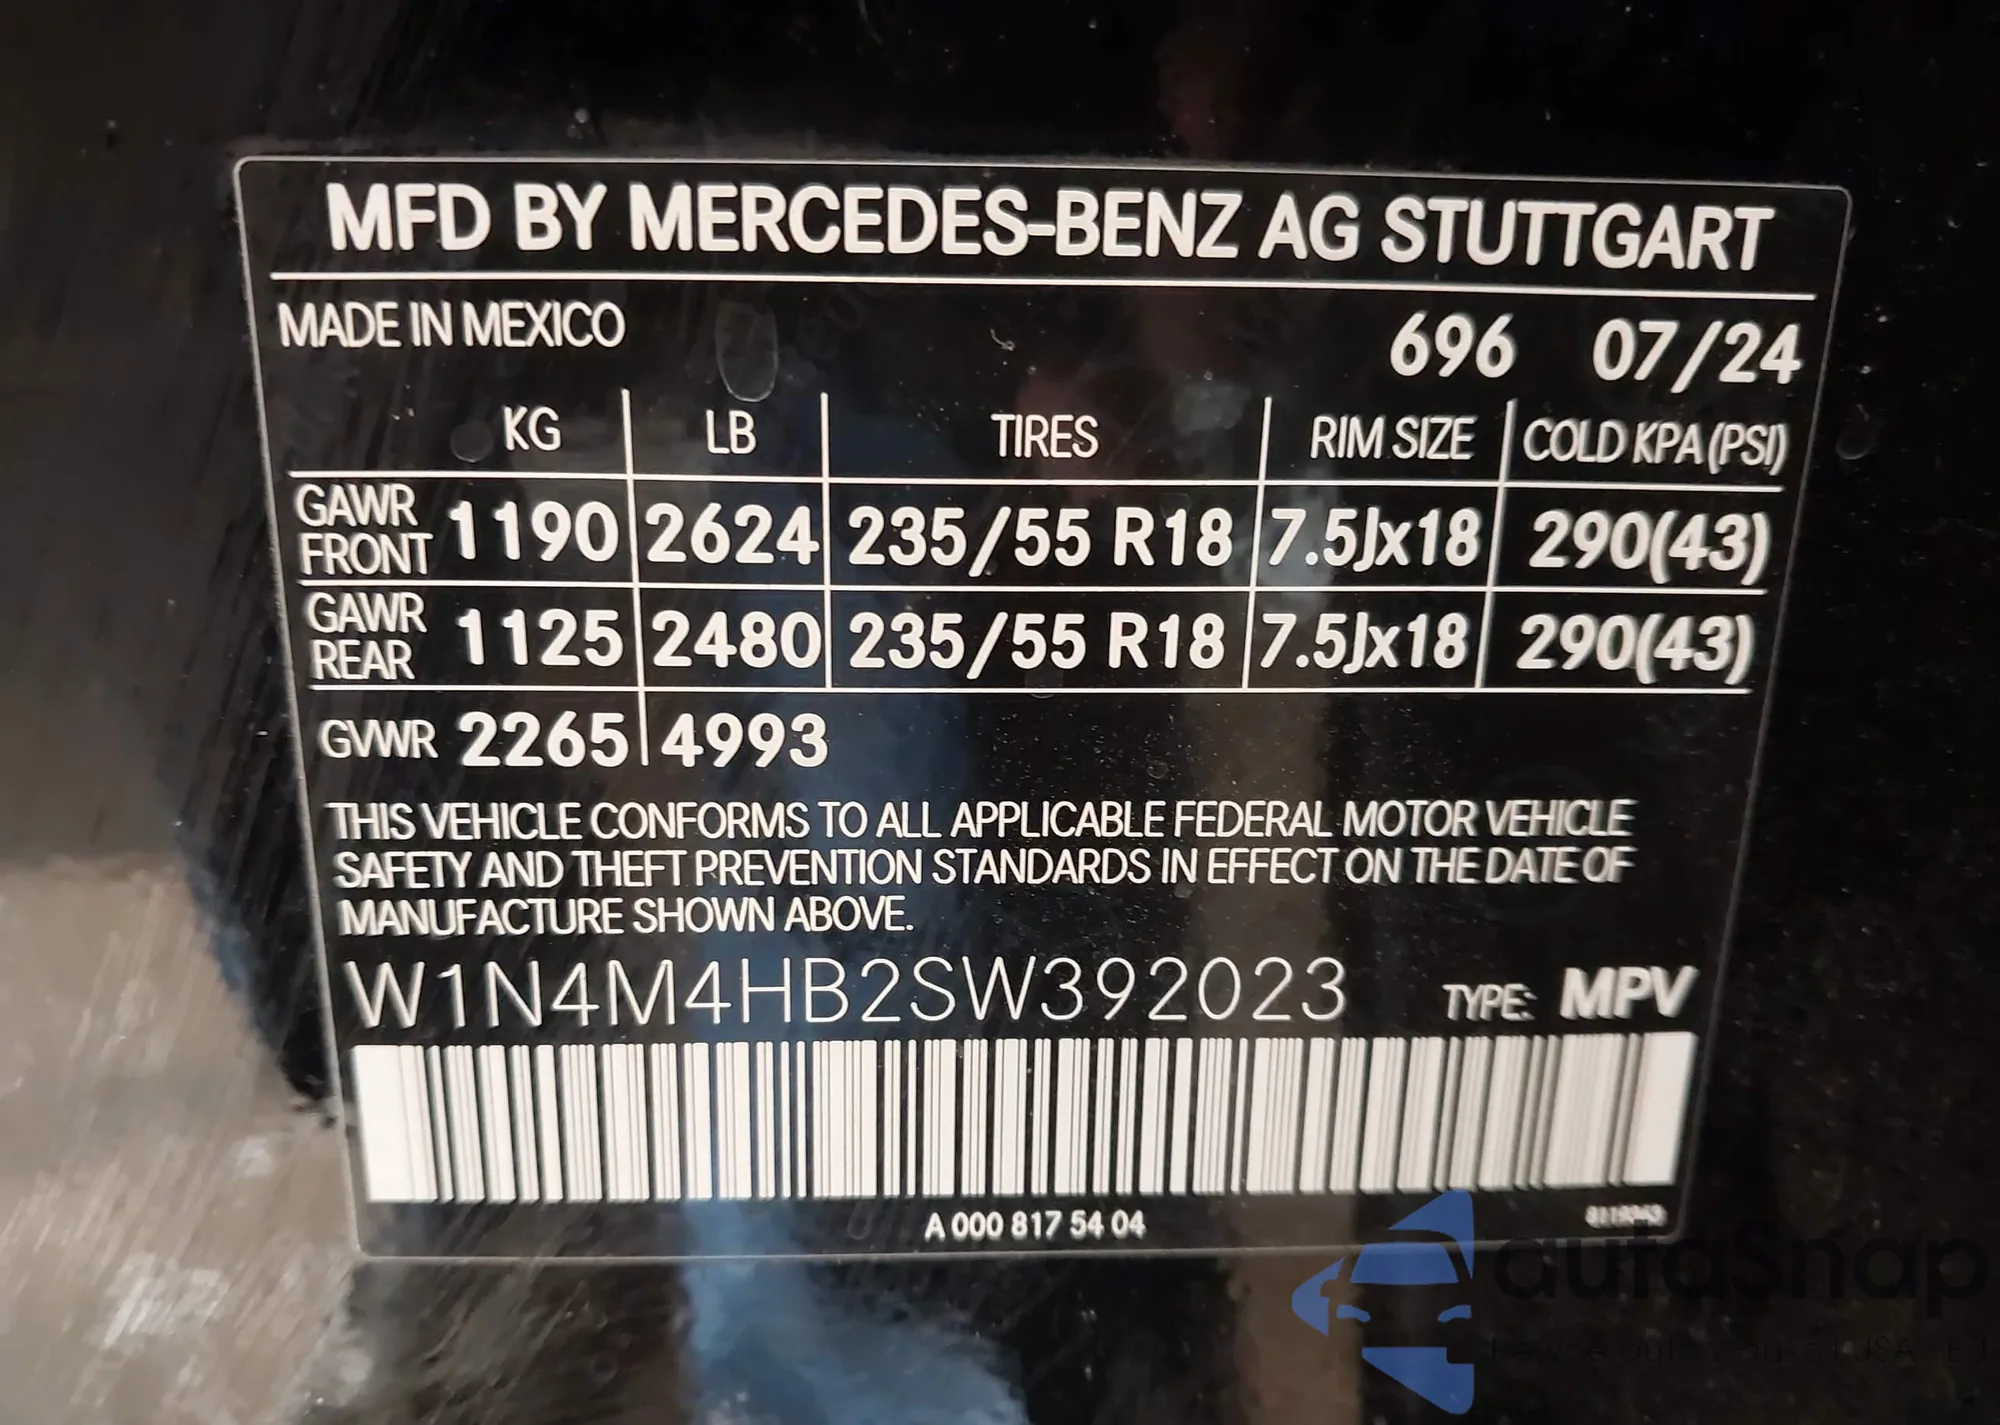 MFD BY MERCEDES-BENZ AG STUTTGART
MADE IN MEXICO 696 07/24
KG LB TIRES RIM SIZE COLD KPA (PSI)
GAWR FRONT 1190 2624 235/55 R18 7.5Jx18 290(43)
GAWR REAR 1125 2480 235/55 R18 7.5Jx18 290(43)
GVWR 2265 4993
THIS VEHICLE CONFORMS TO ALL APPLICABLE FEDERAL MOTOR VEHICLE
SAFETY AND THEFT PREVENTION STANDARDS IN EFFECT ON THE DATE OF
MANUFACTURE SHOWN ABOVE.
W1N4M4HB2SW392023 TYPE: MPV
A 000 817 54 04
autaSnap